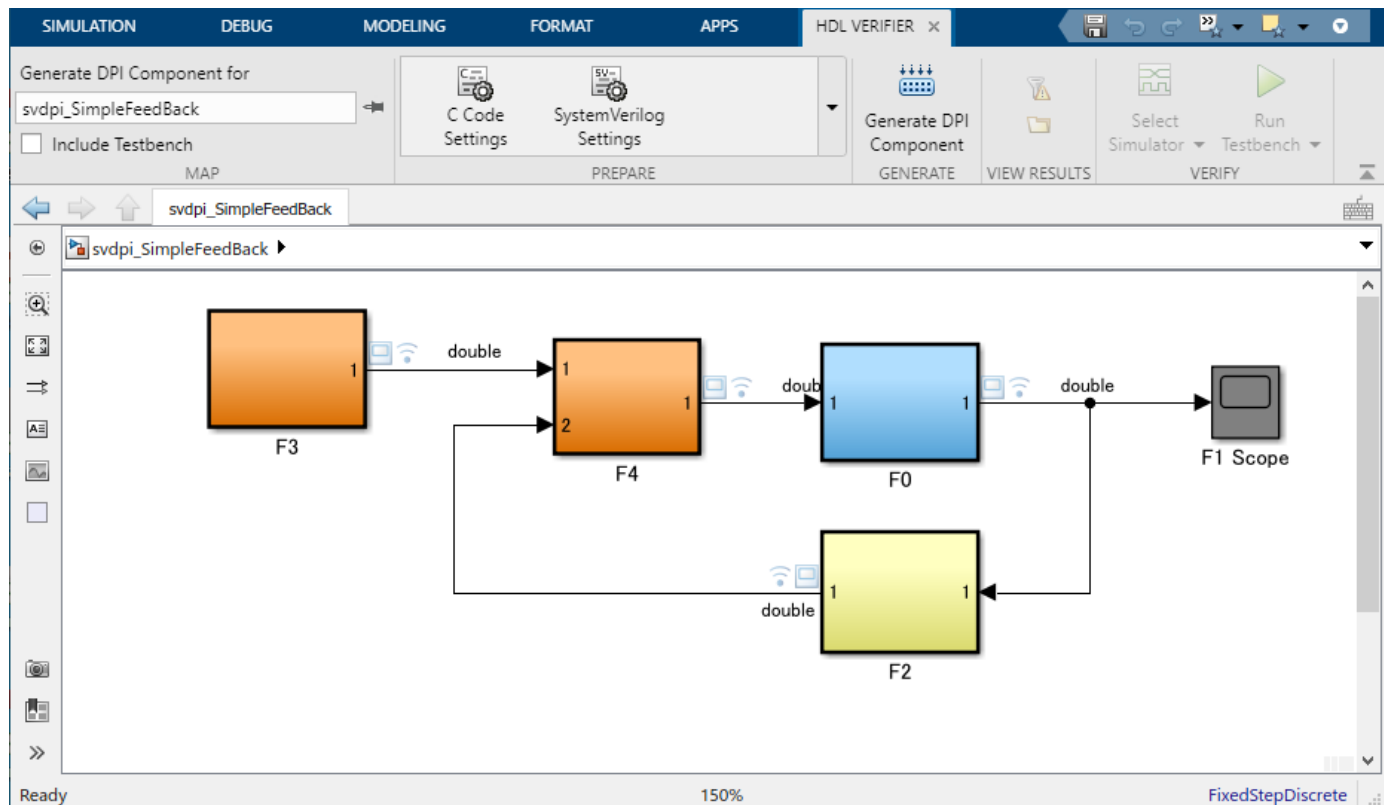 SIMULATION DEBUG MODELING FORMAT APPS HDL VERIFIER
Generate DPI Component for
svdpi_SimpleFeedBack
Include Testbench
MAP
C Code
Settings
SystemVerilog
Settings
PREPARE
Generate DPI
Component
GENERATE
VIEW RESULTS
Select
Simulator
Run
Testbench
VERIFY
svdpi_SimpleFeedBack
svdpi_SimpleFeedBack
1
double
F3
1
2
1
doub
F4
1
1
double
F0
F1 Scope
1
1
double
F2
Ready 150% FixedStepDiscrete